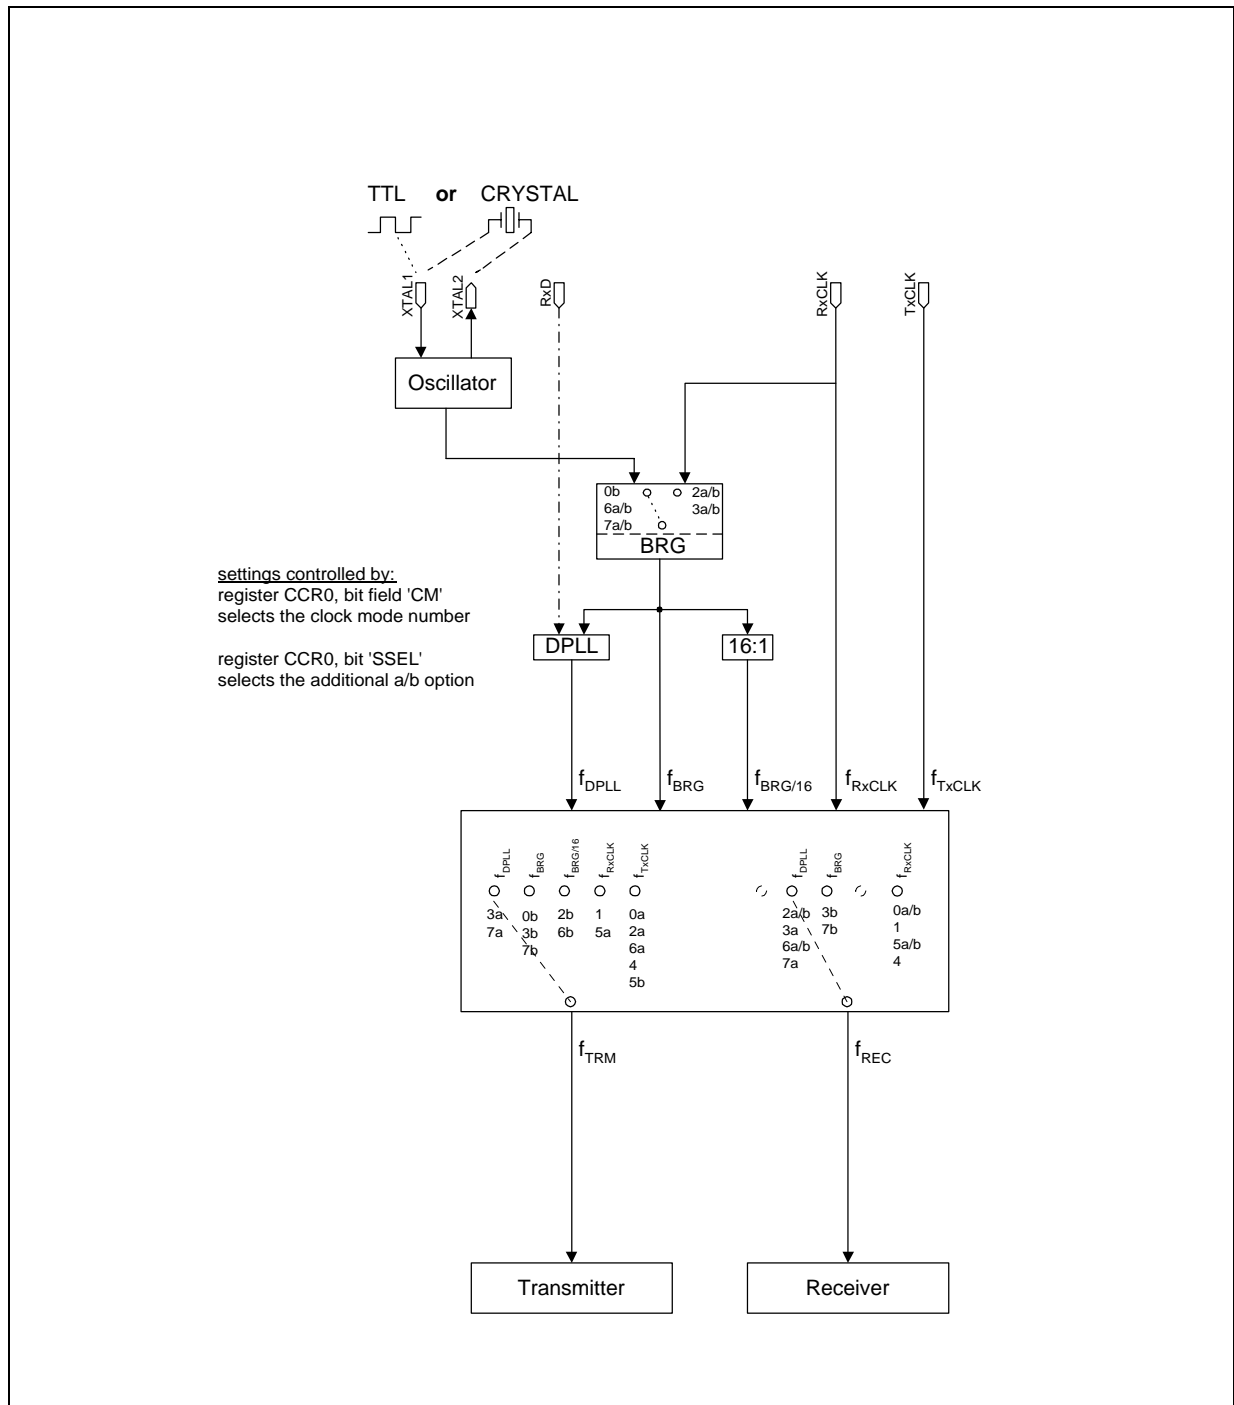 TTL or CRYSTAL
XTAL1
XTAL2
RxD
RxCLK
TxCLK
Oscillator
0b 2a/b
6a/b 3a/b
7a/b
BRG
settings controlled by:
register CCR0, bit field 'CM'
selects the clock mode number
register CCR0, bit 'SSEL'
selects the additional a/b option
DPLL 16:1
fDPLL fBRG fBRG/16 fRxCLK fTxCLK
fDPLL fBRG fBRG/16 fRxCLK fTxCLK fDPLL fBRG fRxCLK
3a 0b 2b 1 0a 2a/b 3b 0a/b
7a 3b 6b 5a 2a 3a 7b 1
7b 6a 6a/b 5a/b
4 7a 4
5b
fTRM fREC
Transmitter Receiver